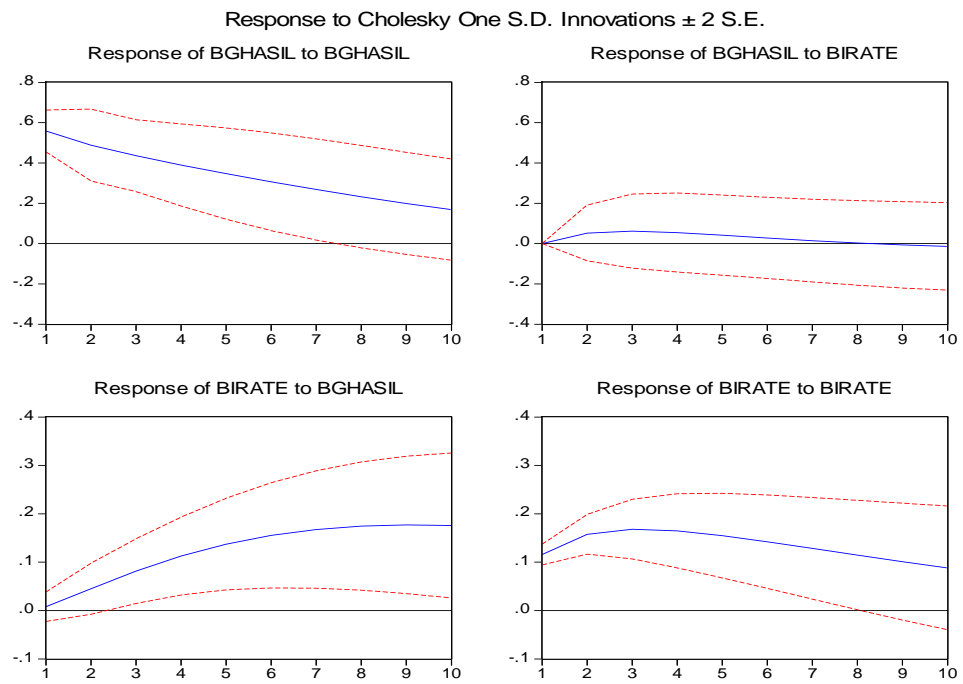 Response to Cholesky One S.D. Innovations ± 2 S.E.
Response of BGHASIL to BGHASIL
.8
.6
.4
.2
.0
-.2
-.4
1 2 3 4 5 6 7 8 9 10
Response of BGHASIL to BIRATE
.8
.6
.4
.2
.0
-.2
-.4
1 2 3 4 5 6 7 8 9 10
Response of BIRATE to BGHASIL
.4
.3
.2
.1
.0
-.1
1 2 3 4 5 6 7 8 9 10
Response of BIRATE to BIRATE
.4
.3
.2
.1
.0
-.1
1 2 3 4 5 6 7 8 9 10